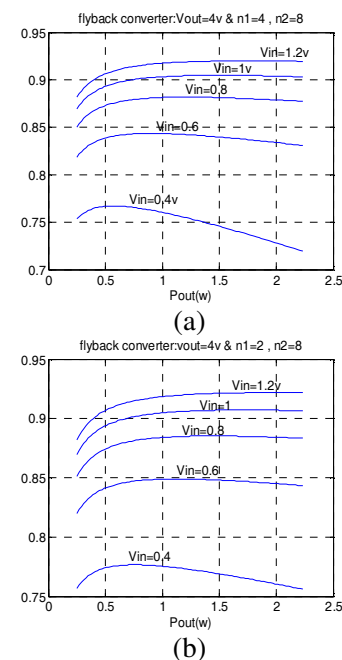 flyback converter:Vout=4v & n1=4 , n2=8
0.95
Vin=1.2v
Vin=1v
0.9
Vin=0.8
0.85
Vin=0.6
0.8
Vin=0.4v
0.75
0.7
0 0.5 1 1.5 2 2.5
Pout(w)
(a)
flyback converter:vout=4v & n1=2 , n2=8
0.95
Vin=1.2v
Vin=1
0.9
Vin=0.8
0.85
Vin=0.6
0.8
Vin=0.4
0.75
0 0.5 1 1.5 2 2.5
Pout(w)
(b)